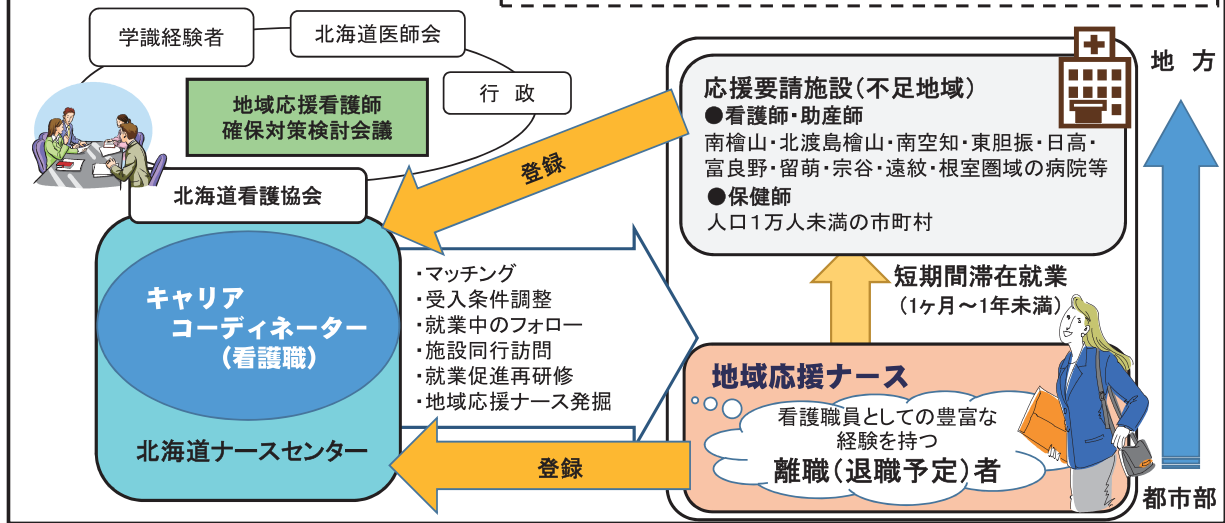 学識経験者
北海道医師会
行 政
地域応援看護師
確保対策検討会議
北海道看護協会
キャリア
コーディネーター
(看護職)
北海道ナースセンター
登録
・マッチング
・受入条件調整
・就業中のフォロー
・施設同行訪問
・就業促進再研修
・地域応援ナース発掘
登録
応援要請施設(不足地域)
●看護師・助産師
南檜山・北渡島檜山・南空知・東胆振・日高・
富良野・留萌・宗谷・遠紋・根室圏域の病院等
●保健師
人口1万人未満の市町村
短期間滞在就業
(1ヶ月~1年未満)
地域応援ナース
看護職員としての豊富な
経験を持つ
離職(退職予定)者
地 方
都市部